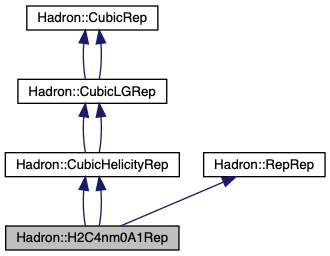 Hadron::CubicRep
Hadron::CubicLGRep
Hadron::CubicHelicityRep
Hadron::RepRep
Hadron::H2C4nm0A1Rep